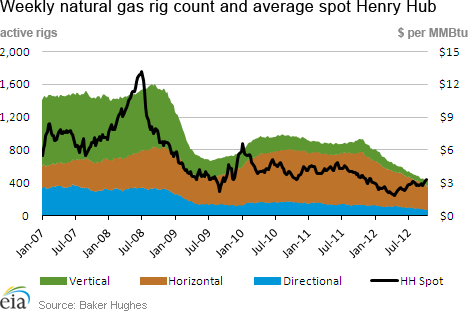 Weekly natural gas rig count and average spot Henry Hub
active rigs
$ per MMBtu
2,000
1,600
1,200
800
400
0
$15
$12
$9
$6
$3
$0
Jan-07
Jul-07
Jan-08
Jul-08
Jan-09
Jul-09
Jan-10
Jul-10
Jan-11
Jul-11
Jan-12
Jul-12
Vertical
Horizontal
Directional
HH Spot
eia
Source: Baker Hughes